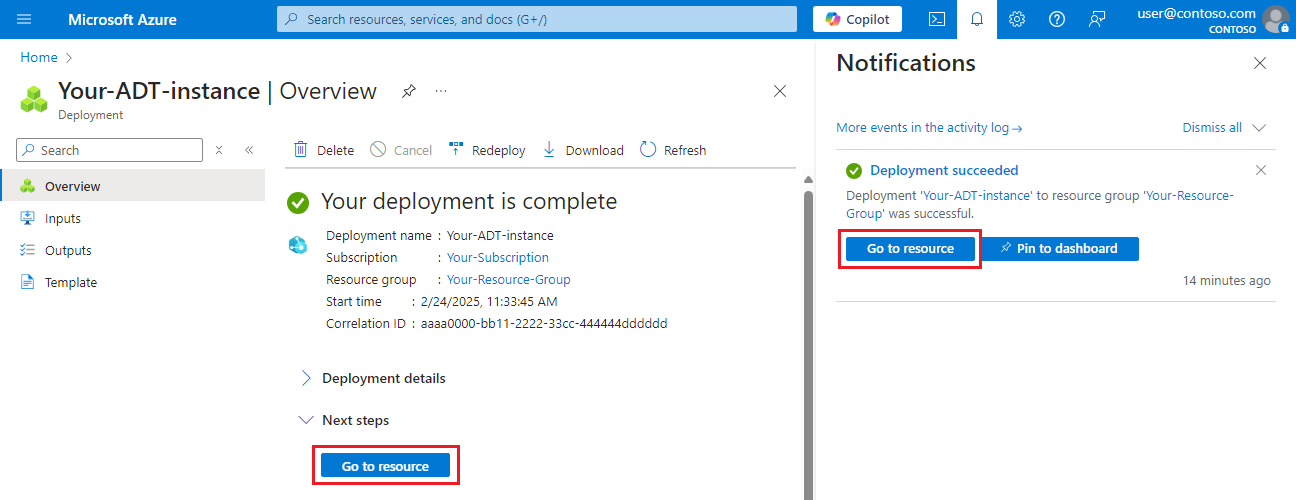 Microsoft Azure
Search resources, services, and docs (G+/)
Copilot
user@contoso.com
CONTOSO
Home
Your-ADT-instance | Overview
Deployment
Search
Overview
Inputs
Outputs
Template
Delete
Cancel
Redeploy
Download
Refresh
Your deployment is complete
Deployment name : Your-ADT-instance
Subscription : Your-Subscription
Resource group : Your-Resource-Group
Start time : 2/24/2025, 11:33:45 AM
Correlation ID : aaaa0000-bb11-2222-33cc-444444dddddd
Deployment details
Next steps
Go to resource
Notifications
More events in the activity log→
Dismiss all
Deployment succeeded
Deployment 'Your-ADT-instance' to resource group 'Your-Resource-
Group' was successful.
Go to resource
Pin to dashboard
14 minutes ago